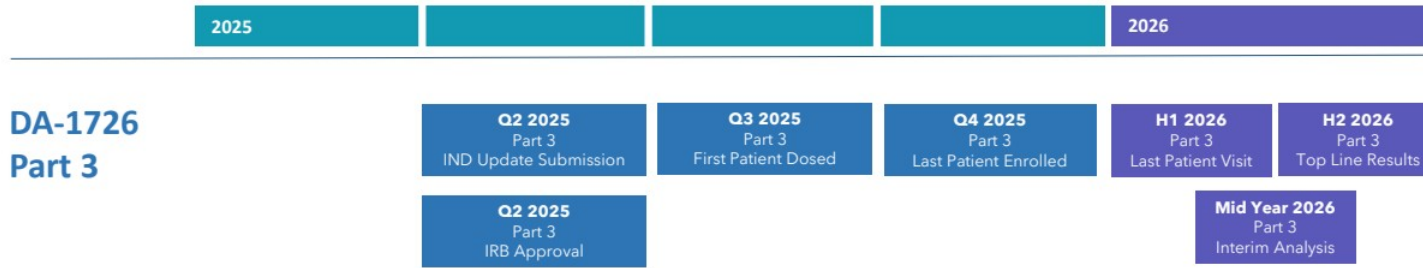 2025
2026
DA-1726
Part 3
Q2 2025
Part 3
IND Update Submission
Q3 2025
Part 3
First Patient Dosed
Q4 2025
Part 3
Last Patient Enrolled
H1 2026
Part 3
Last Patient Visit
H2 2026
Part 3
Top Line Results
Q2 2025
Part 3
IRB Approval
Mid Year 2026
Part 3
Interim Analysis